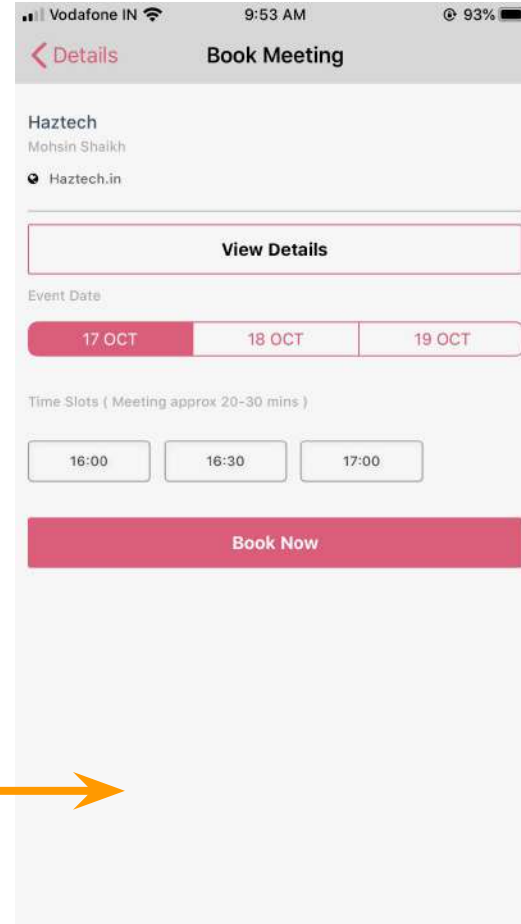 Vodafone IN 9:53 AM 93%
Details Book Meeting
Haztech
Mohsin Shaikh
Haztech.in
View Details
Event Date
17 OCT 18 OCT 19 OCT
Time Slots ( Meeting approx 20-30 mins )
16:00 16:30 17:00
Book Now